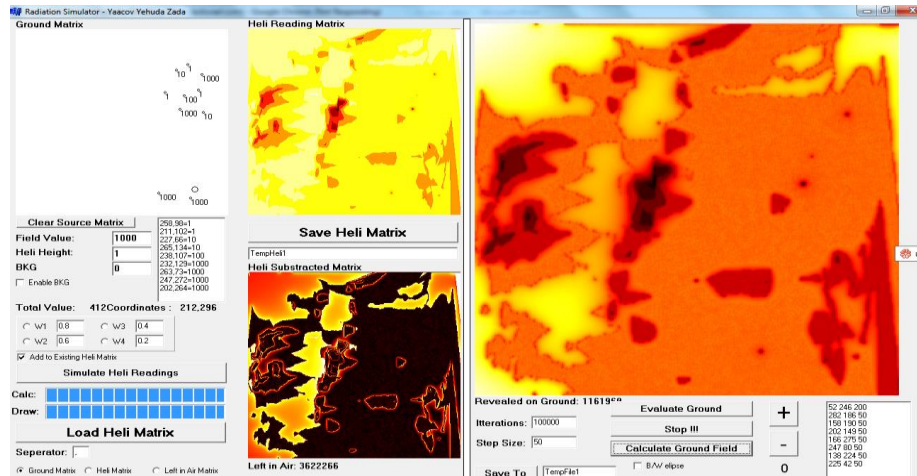 Radiation Simulator - Yaacov Yehuda Zada
Ground Matrix
10
1
1000
1
100
1
1000
10
1000
1000
Clear Source Matrix
Field Value: 1000
Heli Height: 1
BKG 0
Enable BKG
258,98=1
211,102=1
227,66=10
265,134=10
238,107=100
232,129=1000
263,73=1000
247,272=1000
202,264=1000
Total Value: 412Coordinates : 212,296
W1 0.8
W3 0.4
W2 0.6
W4 0.2
Add to Existing Heli Matrix
Simulate Heli Readings
Calc:
Draw:
Load Heli Matrix
Seperator: .
Ground Matrix
Heli Matrix
Left in Air Matrix
Heli Reading Matrix
Save Heli Matrix
TempHeli1
Heli Substracted Matrix
Left in Air: 3622266
Revealed on Ground:
Itterations: 100000
Step Size: 50
Save To TempFile1
Evaluate Ground
Stop !!!
Calculate Ground Field
B/W elipse
+
-
0
52 246 200
282 186 50
158 190 50
202 149 50
166 275 50
247 80 50
138 224 50
225 42 50